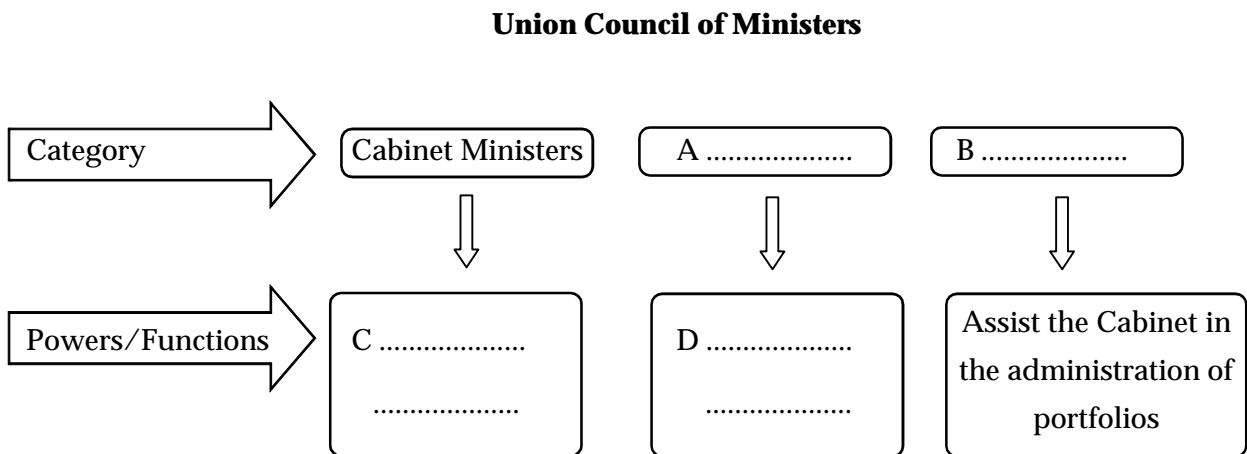 Union Council of Ministers
Category
Cabinet Ministers
A ....................
B ....................
Powers/Functions
C ....................
....................
D ....................
....................
Assist the Cabinet in
the administration of
portfolios